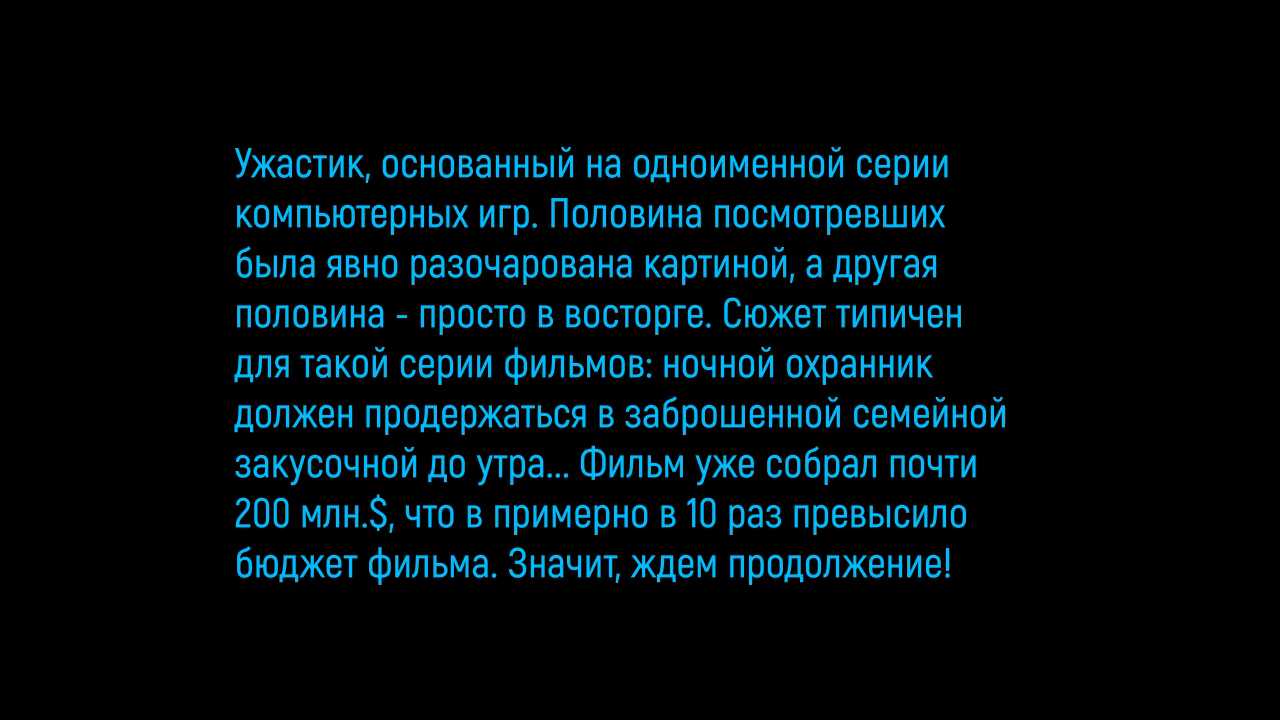 Ужастик, основанный на одноименной серии
компьютерных игр. Половина посмотревших
была явно разочарована картиной, а другая
половина - просто в восторге. Сюжет типичен
для такой серии фильмов: ночной охранник
должен продержаться в заброшенной семейной
закусочной до утра... Фильм уже собрал почти
200 млн.$, что в примерно в 10 раз превысило
бюджет фильма. Значит, ждем продолжение!